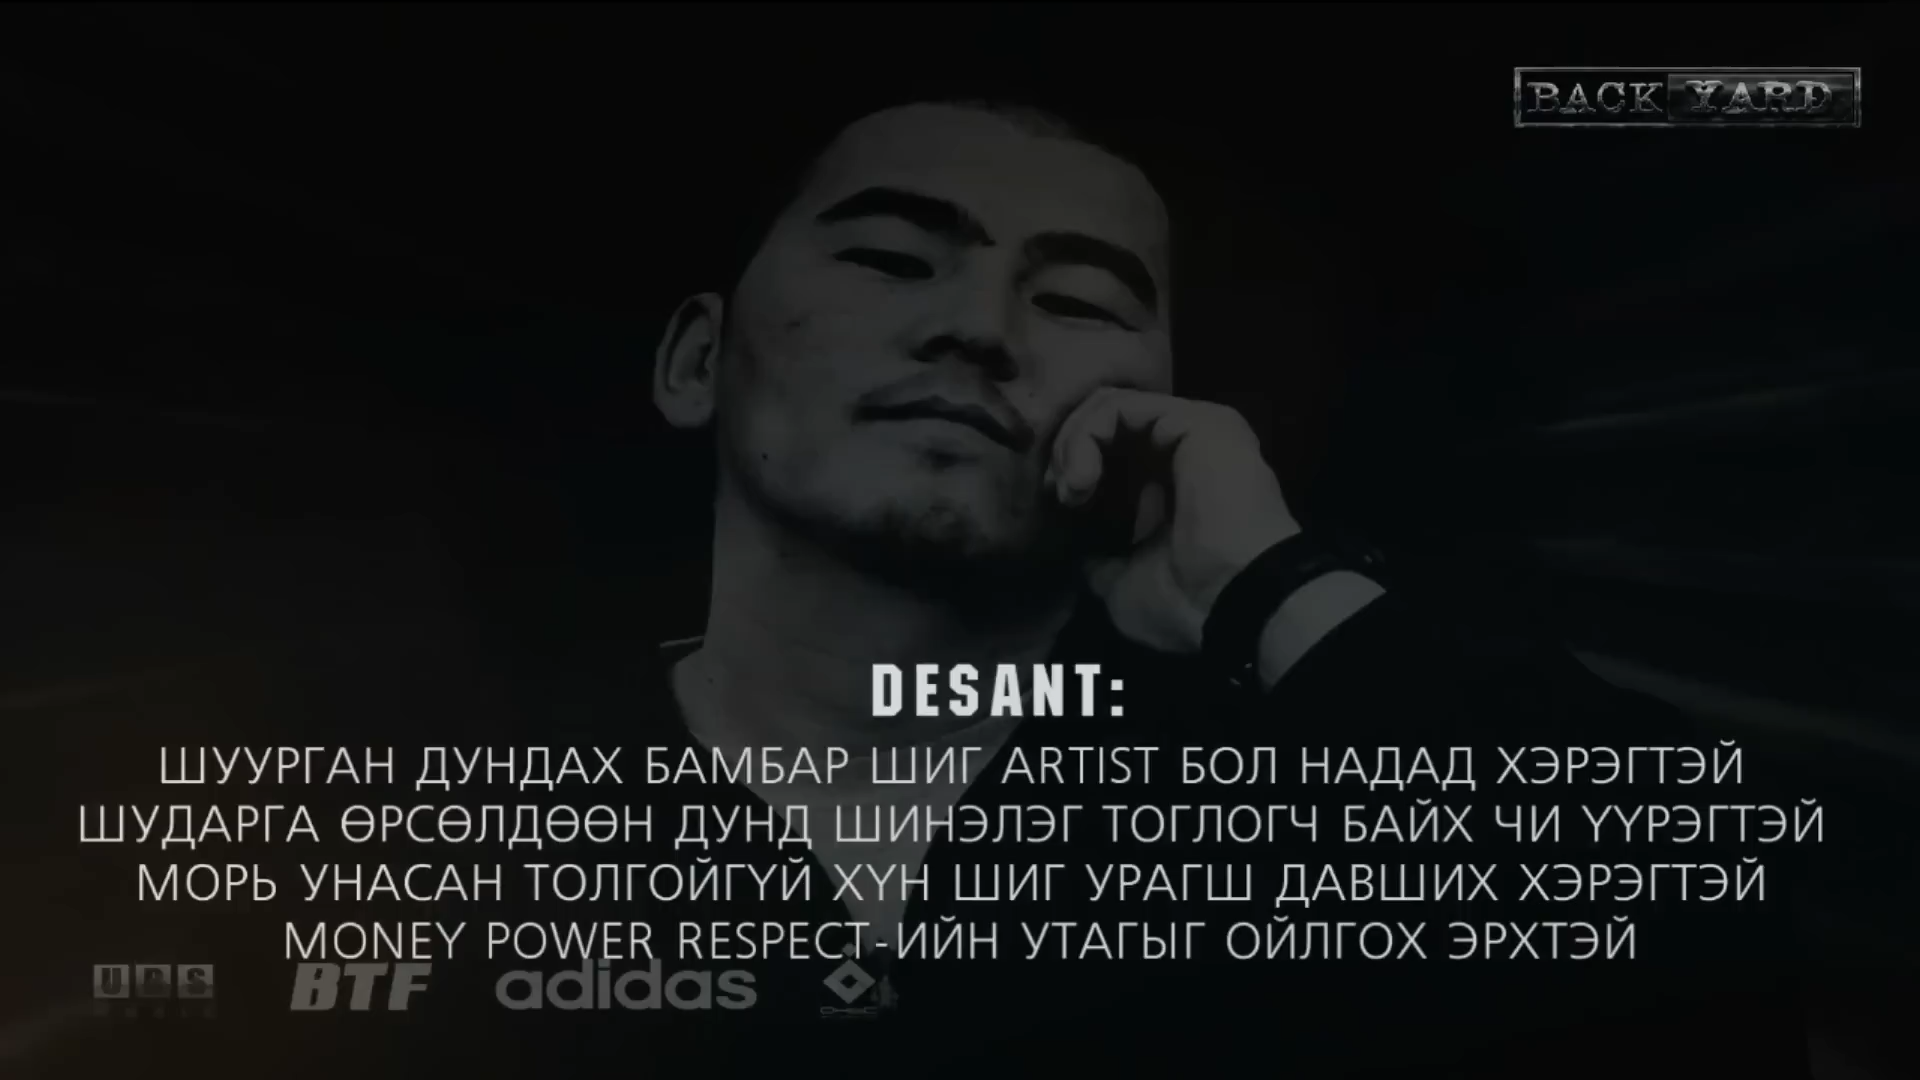 BACK YARD
DESANT:
ШУУРГАН ДУНДАХ БАМБАР ШИГ ARTIST БОЛ НАДАД ХЭРЭГТЭЙ
ШУДАРГА ӨРСӨЛДӨӨН ДУНД ШИНЭЛЭГ ТОГЛОГЧ БАЙХ ЧИ ҮҮРЭГТЭЙ
МОРЬ УНАСАН ТОЛГОЙГҮЙ ХҮН ШИГ УРАГШ ДАВШИХ ХЭРЭГТЭЙ
MONEY POWER RESPECT-ИЙН УТАГЫГ ОЙЛГОХ ЭРХТЭЙ
UBS BTF adidas